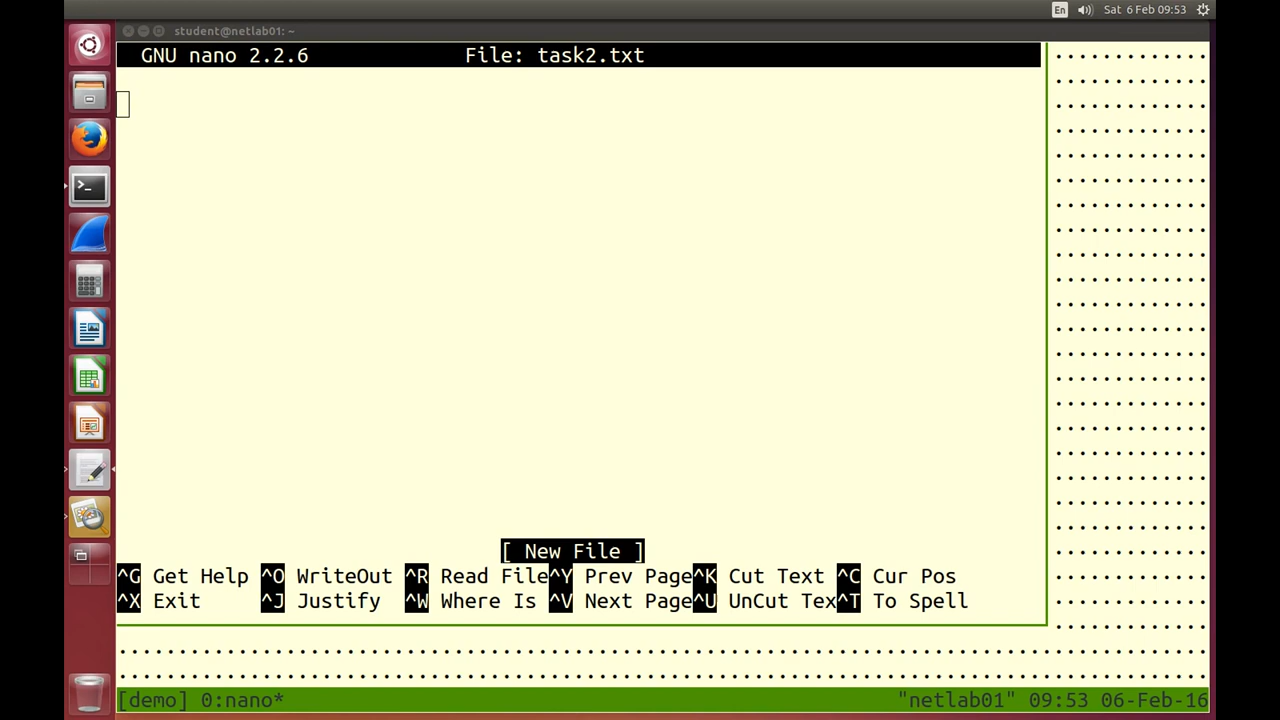 En Sat 6 Feb 09:53
student@netlab01: ~
GNU nano 2.2.6 File: task2.txt
[ New File ]
^G Get Help ^O WriteOut ^R Read File^Y Prev Page^K Cut Text ^C Cur Pos
^X Exit ^J Justify ^W Where Is ^V Next Page^U UnCut Tex^T To Spell
[demo] 0:nano* "netlab01" 09:53 06-Feb-16